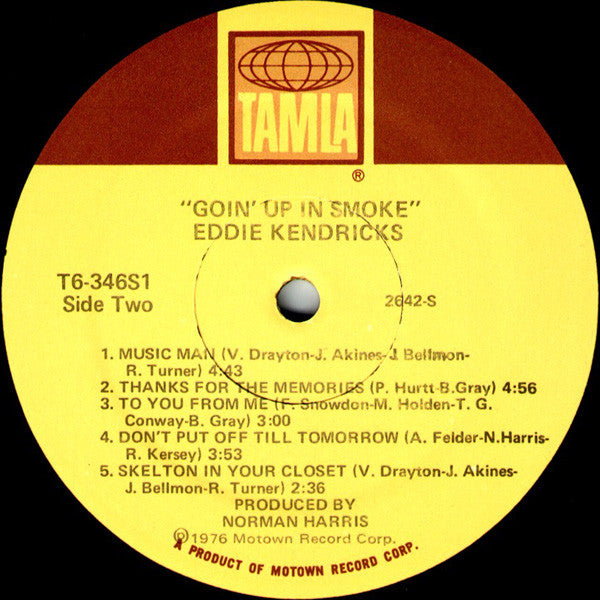 TAMLA
®
"GOIN' UP IN SMOKE"
EDDIE KENDRICKS
T6-346S1
Side Two
2642-S
1. MUSIC MAN (V. Drayton-J. Akines-J. Bellmon-
R. Turner) 4:43
2. THANKS FOR THE MEMORIES (P. Hurtt-B.Gray) 4:56
3. TO YOU FROM ME (F. Snowdon-M. Holden-T. G.
Conway-B. Gray) 3:00
4. DON'T PUT OFF TILL TOMORROW (A. Felder-N.Harris-
R. Kersey) 3:53
5. SKELTON IN YOUR CLOSET (V. Drayton-J. Akines-
J. Bellmon-R. Turner) 2:36
PRODUCED BY
NORMAN HARRIS
℗1976 Motown Record Corp.
A PRODUCT OF MOTOWN RECORD CORP.